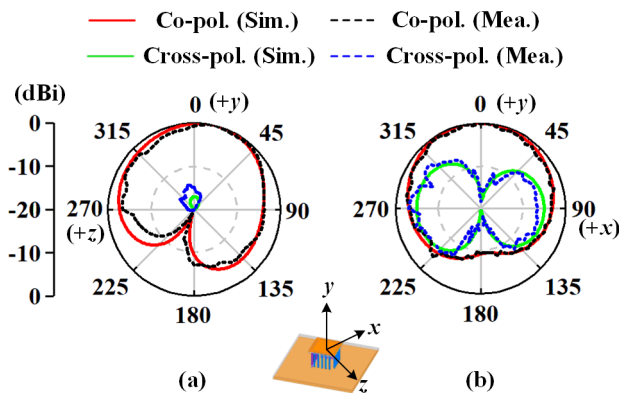 Co-pol. (Sim.) Co-pol. (Mea.)
Cross-pol. (Sim.) Cross-pol. (Mea.)
(dBi)
0 (+y) 0 (+y)
0 315 45 315 45
-10
-20 270 90 270 90
(+z) (+x)
-10
225 135 225 135
0
180 180
y
x
z
(a) (b)